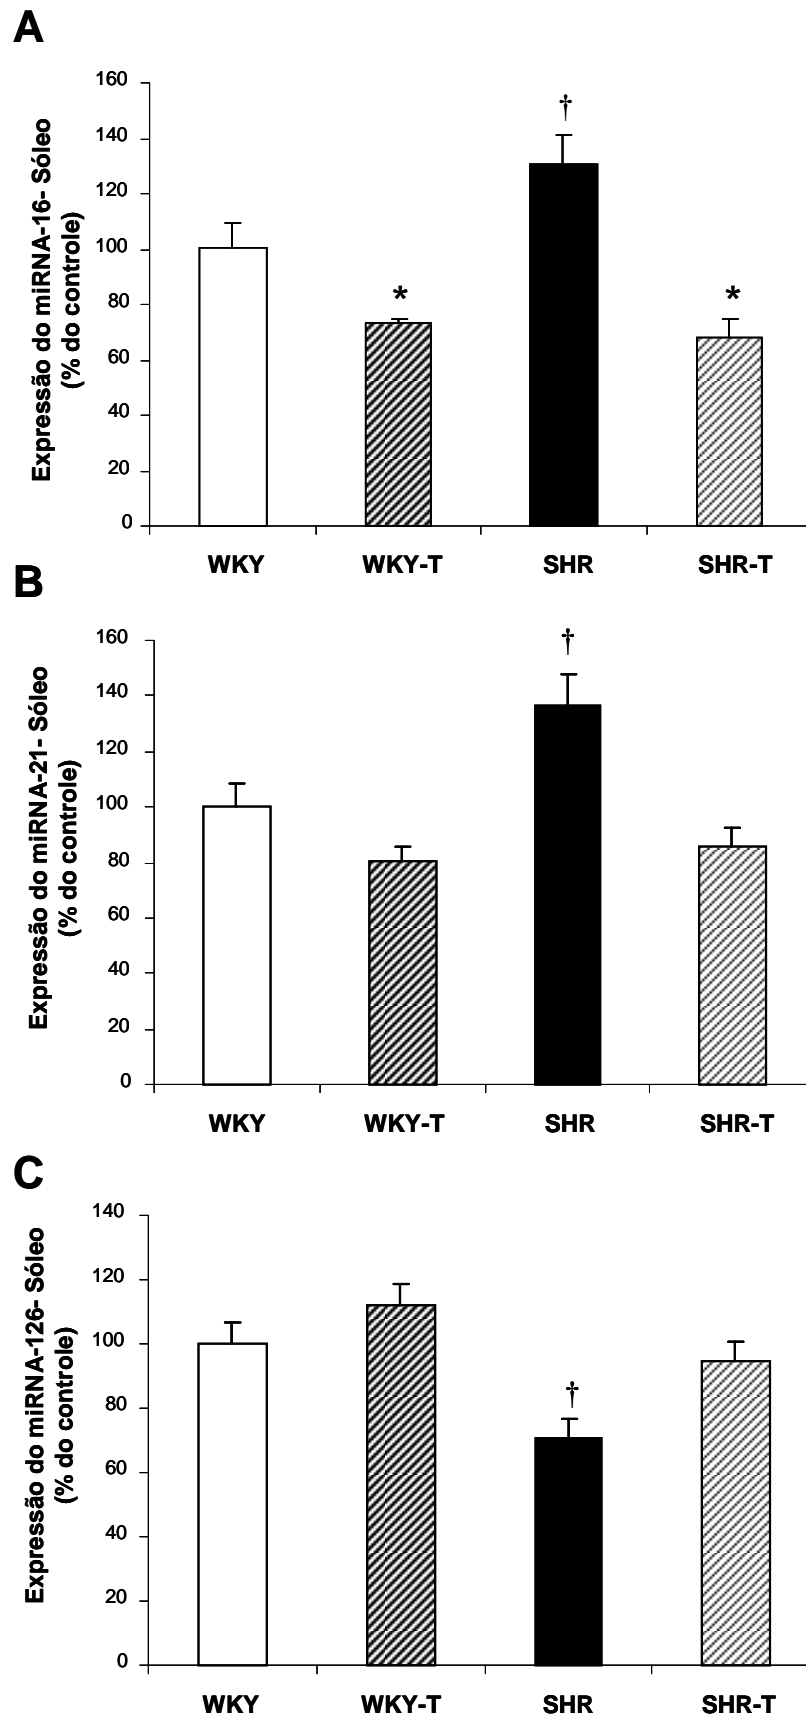 A
Expressão do miRNA-16- Sóleo
(% do controle)
160
140
120
100
80
60
40
20
0
†
*
*
WKY WKY-T SHR SHR-T
B
Expressão do miRNA-21- Sóleo
(% do controle)
160
140
120
100
80
60
40
20
0
†
WKY WKY-T SHR SHR-T
C
Expressão do miRNA-126- Sóleo
(% do controle)
140
120
100
80
60
40
20
0
†
WKY WKY-T SHR SHR-T